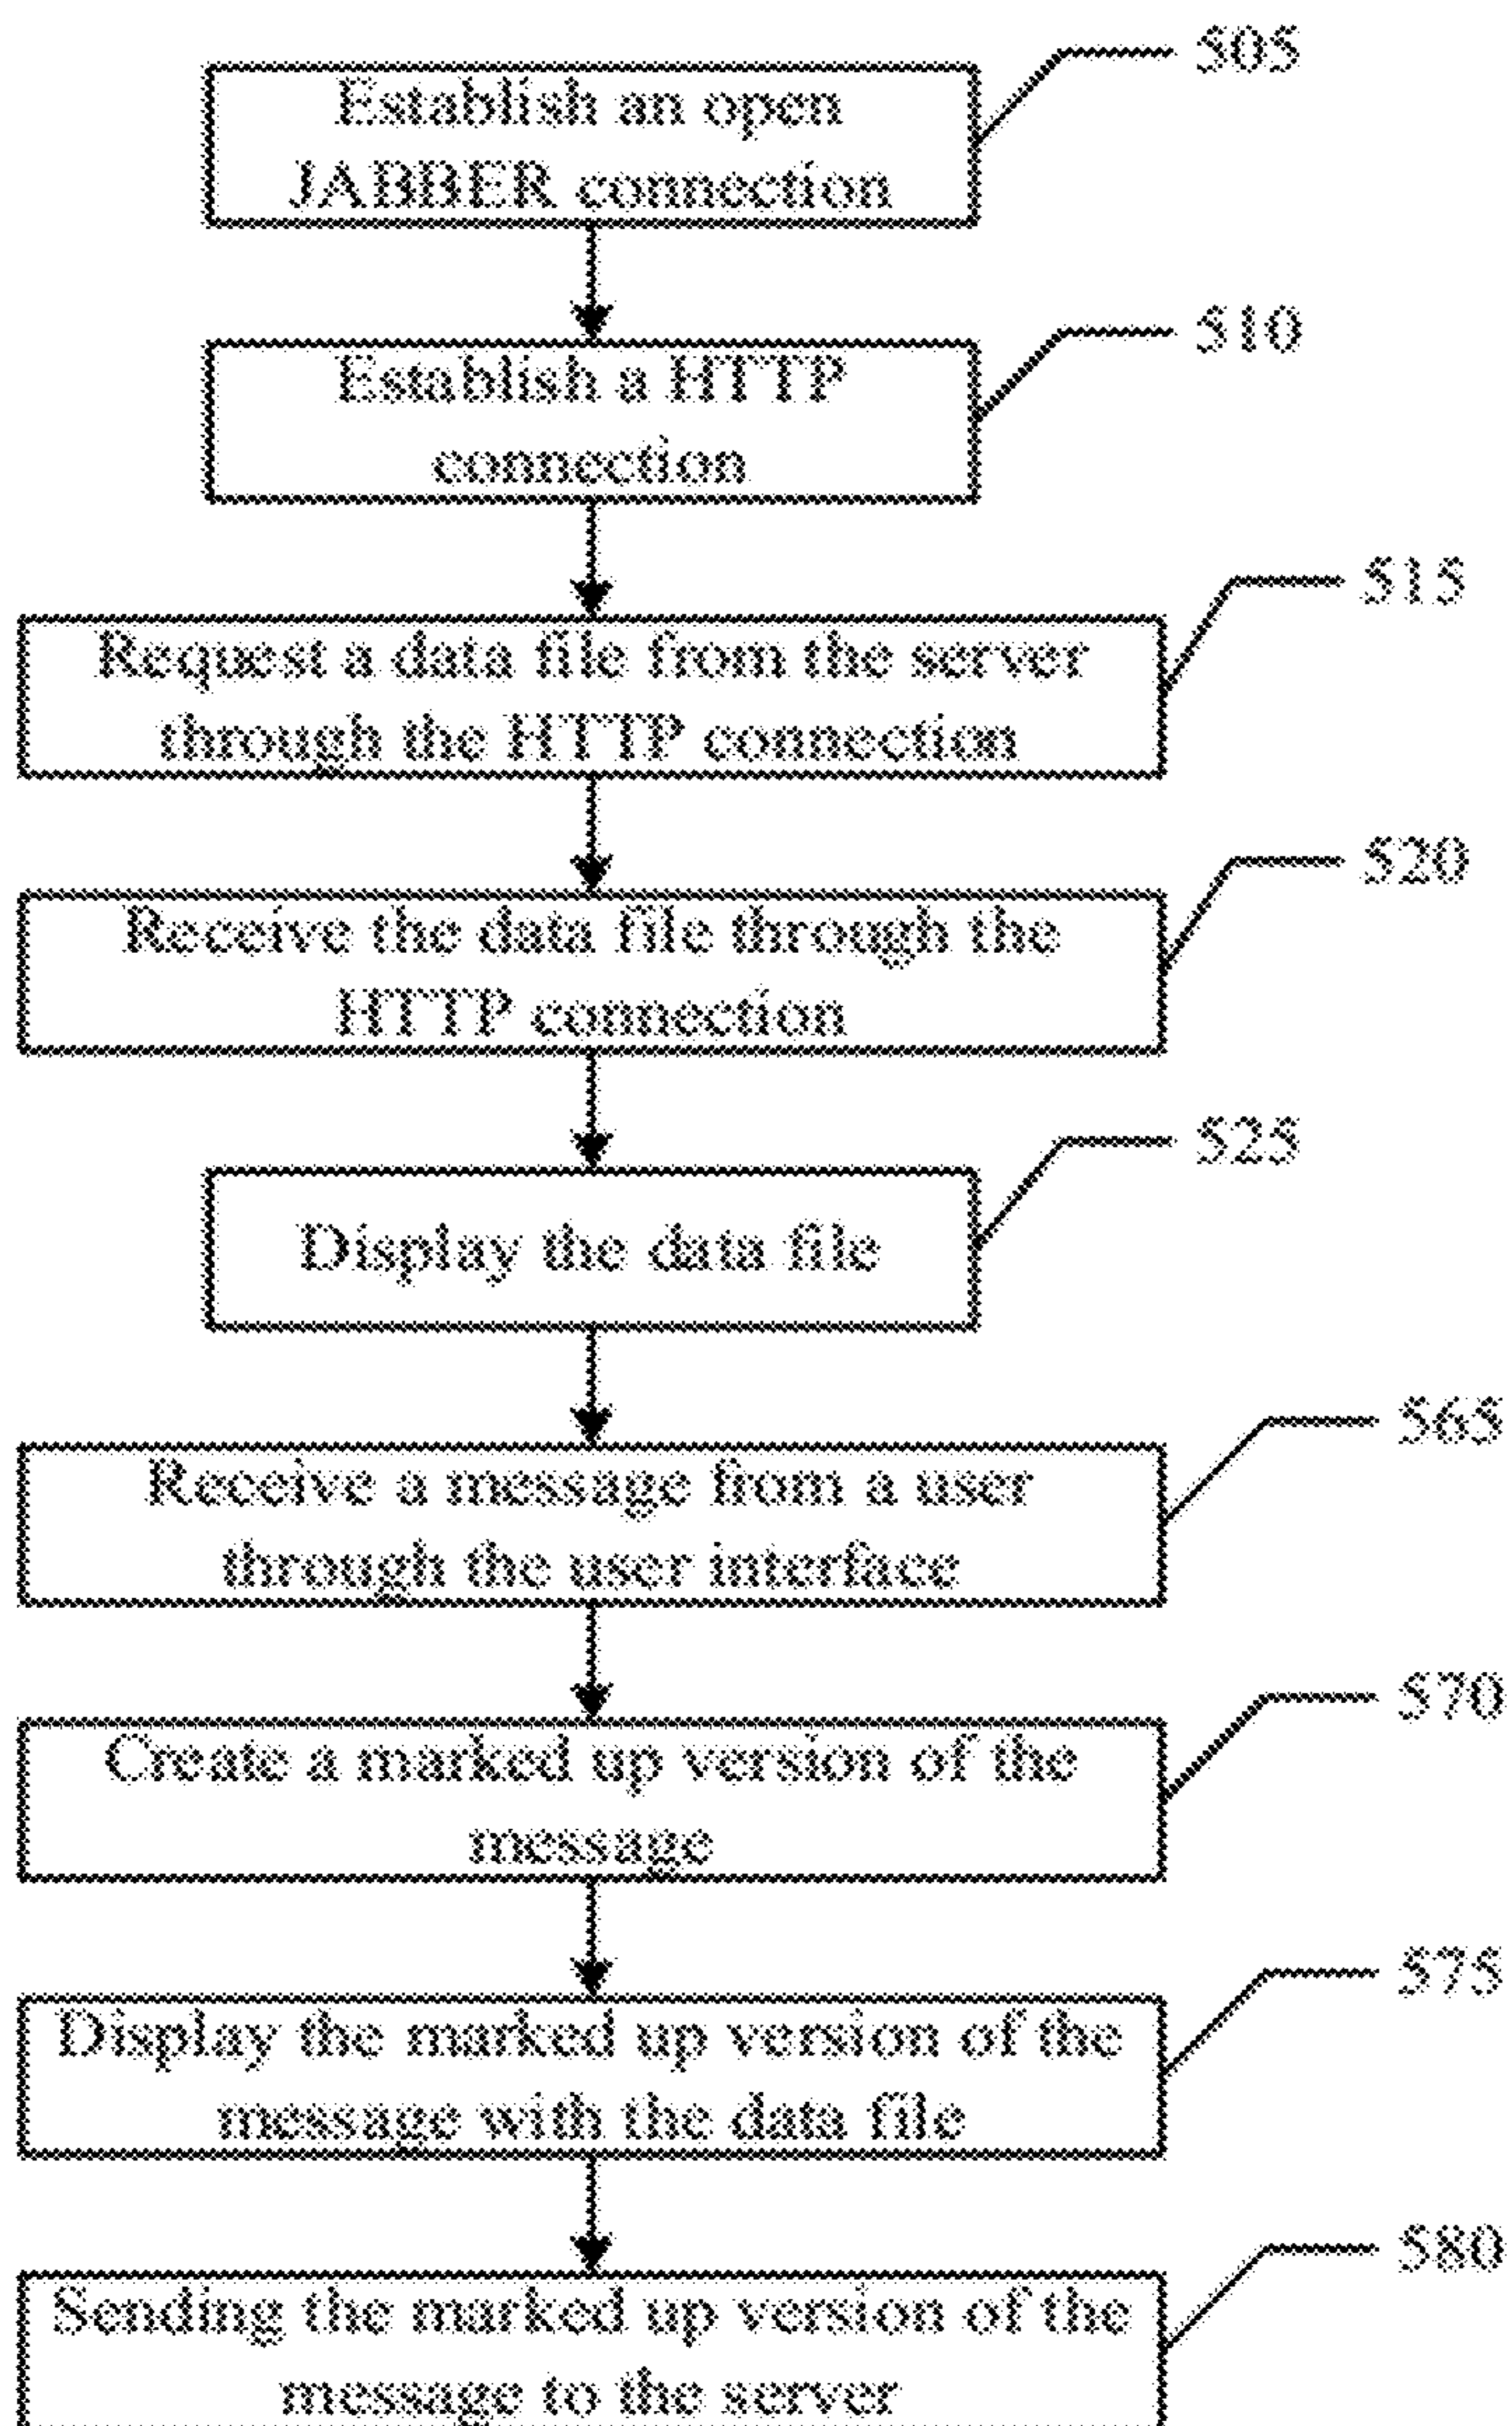 505
Establish an open
JABBER connection
510
Establish a HTTP
connection
515
Request a data file from the server
through the HTTP connection
520
Receive the data file through the
HTTP connection
525
Display the data file
565
Receive a message from a user
through the user interface
570
Create a marked up version of the
message
575
Display the marked up version of the
message with the data file
580
Sending the marked up version of the
message to the server